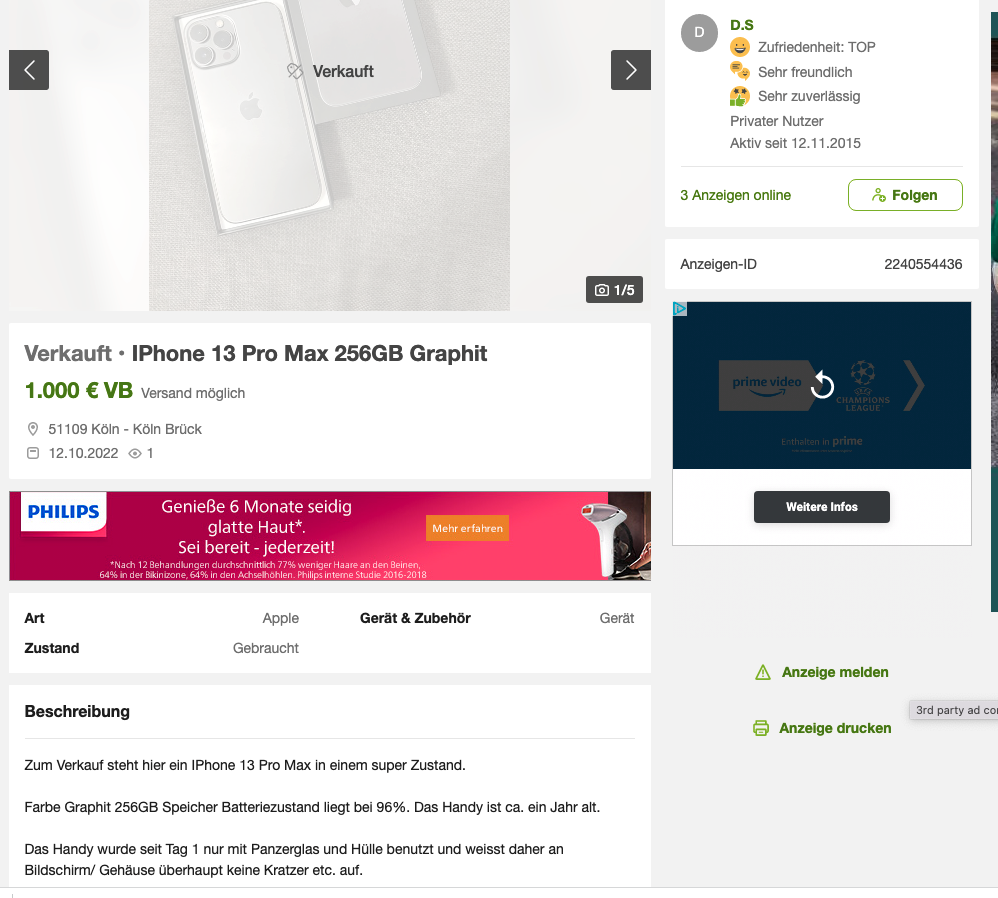 Verkauft
1/5
Verkauft • IPhone 13 Pro Max 256GB Graphit
1.000 € VB Versand möglich
51109 Köln - Köln Brück
12.10.2022 1
PHILIPS
Genieße 6 Monate seidig
glatte Haut*.
Sei bereit - jederzeit!
*Nach 12 Behandlungen durchschnittlich 77% weniger Haare an den Beinen,
64% in der Bikinizone, 64% in den Achselhöhlen. Philips interne Studie 2016-2018
Mehr erfahren
Art Apple Gerät & Zubehör Gerät
Zustand Gebraucht
Beschreibung
Zum Verkauf steht hier ein IPhone 13 Pro Max in einem super Zustand.
Farbe Graphit 256GB Speicher Batteriezustand liegt bei 96%. Das Handy ist ca. ein Jahr alt.
Das Handy wurde seit Tag 1 nur mit Panzerglas und Hülle benutzt und weisst daher an
Bildschirm/ Gehäuse überhaupt keine Kratzer etc. auf.
D
D.S
Zufriedenheit: TOP
Sehr freundlich
Sehr zuverlässig
Privater Nutzer
Aktiv seit 12.11.2015
3 Anzeigen online
Folgen
Anzeigen-ID 2240554436
prime video
CHAMPIONS
LEAGUE
Enthalten in prime
Weitere Infos
Anzeige melden
3rd party ad
Anzeige drucken